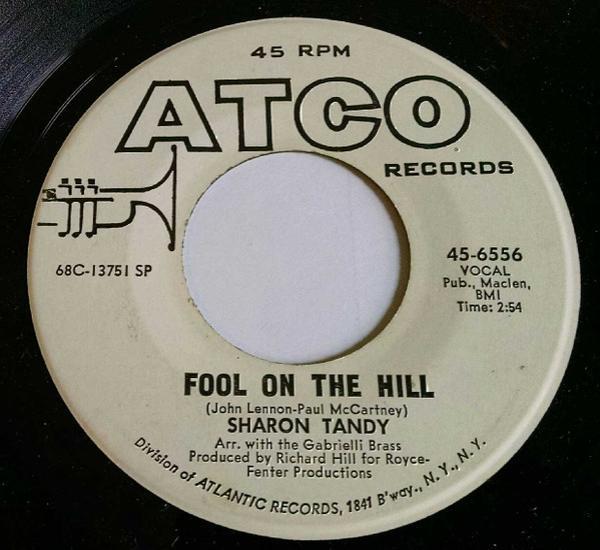 45 RPM
ATCO
RECORDS
68C-13751 SP
45-6556
VOCAL
Pub., Maclen,
BMI
Time: 2:54
FOOL ON THE HILL
(John Lennon-Paul McCartney)
SHARON TANDY
Arr. with the Gabrielli Brass
Produced by Richard Hill for Royce-
Fenter Productions
Division of ATLANTIC RECORDS, 1841 B'way., N. Y., N. Y.